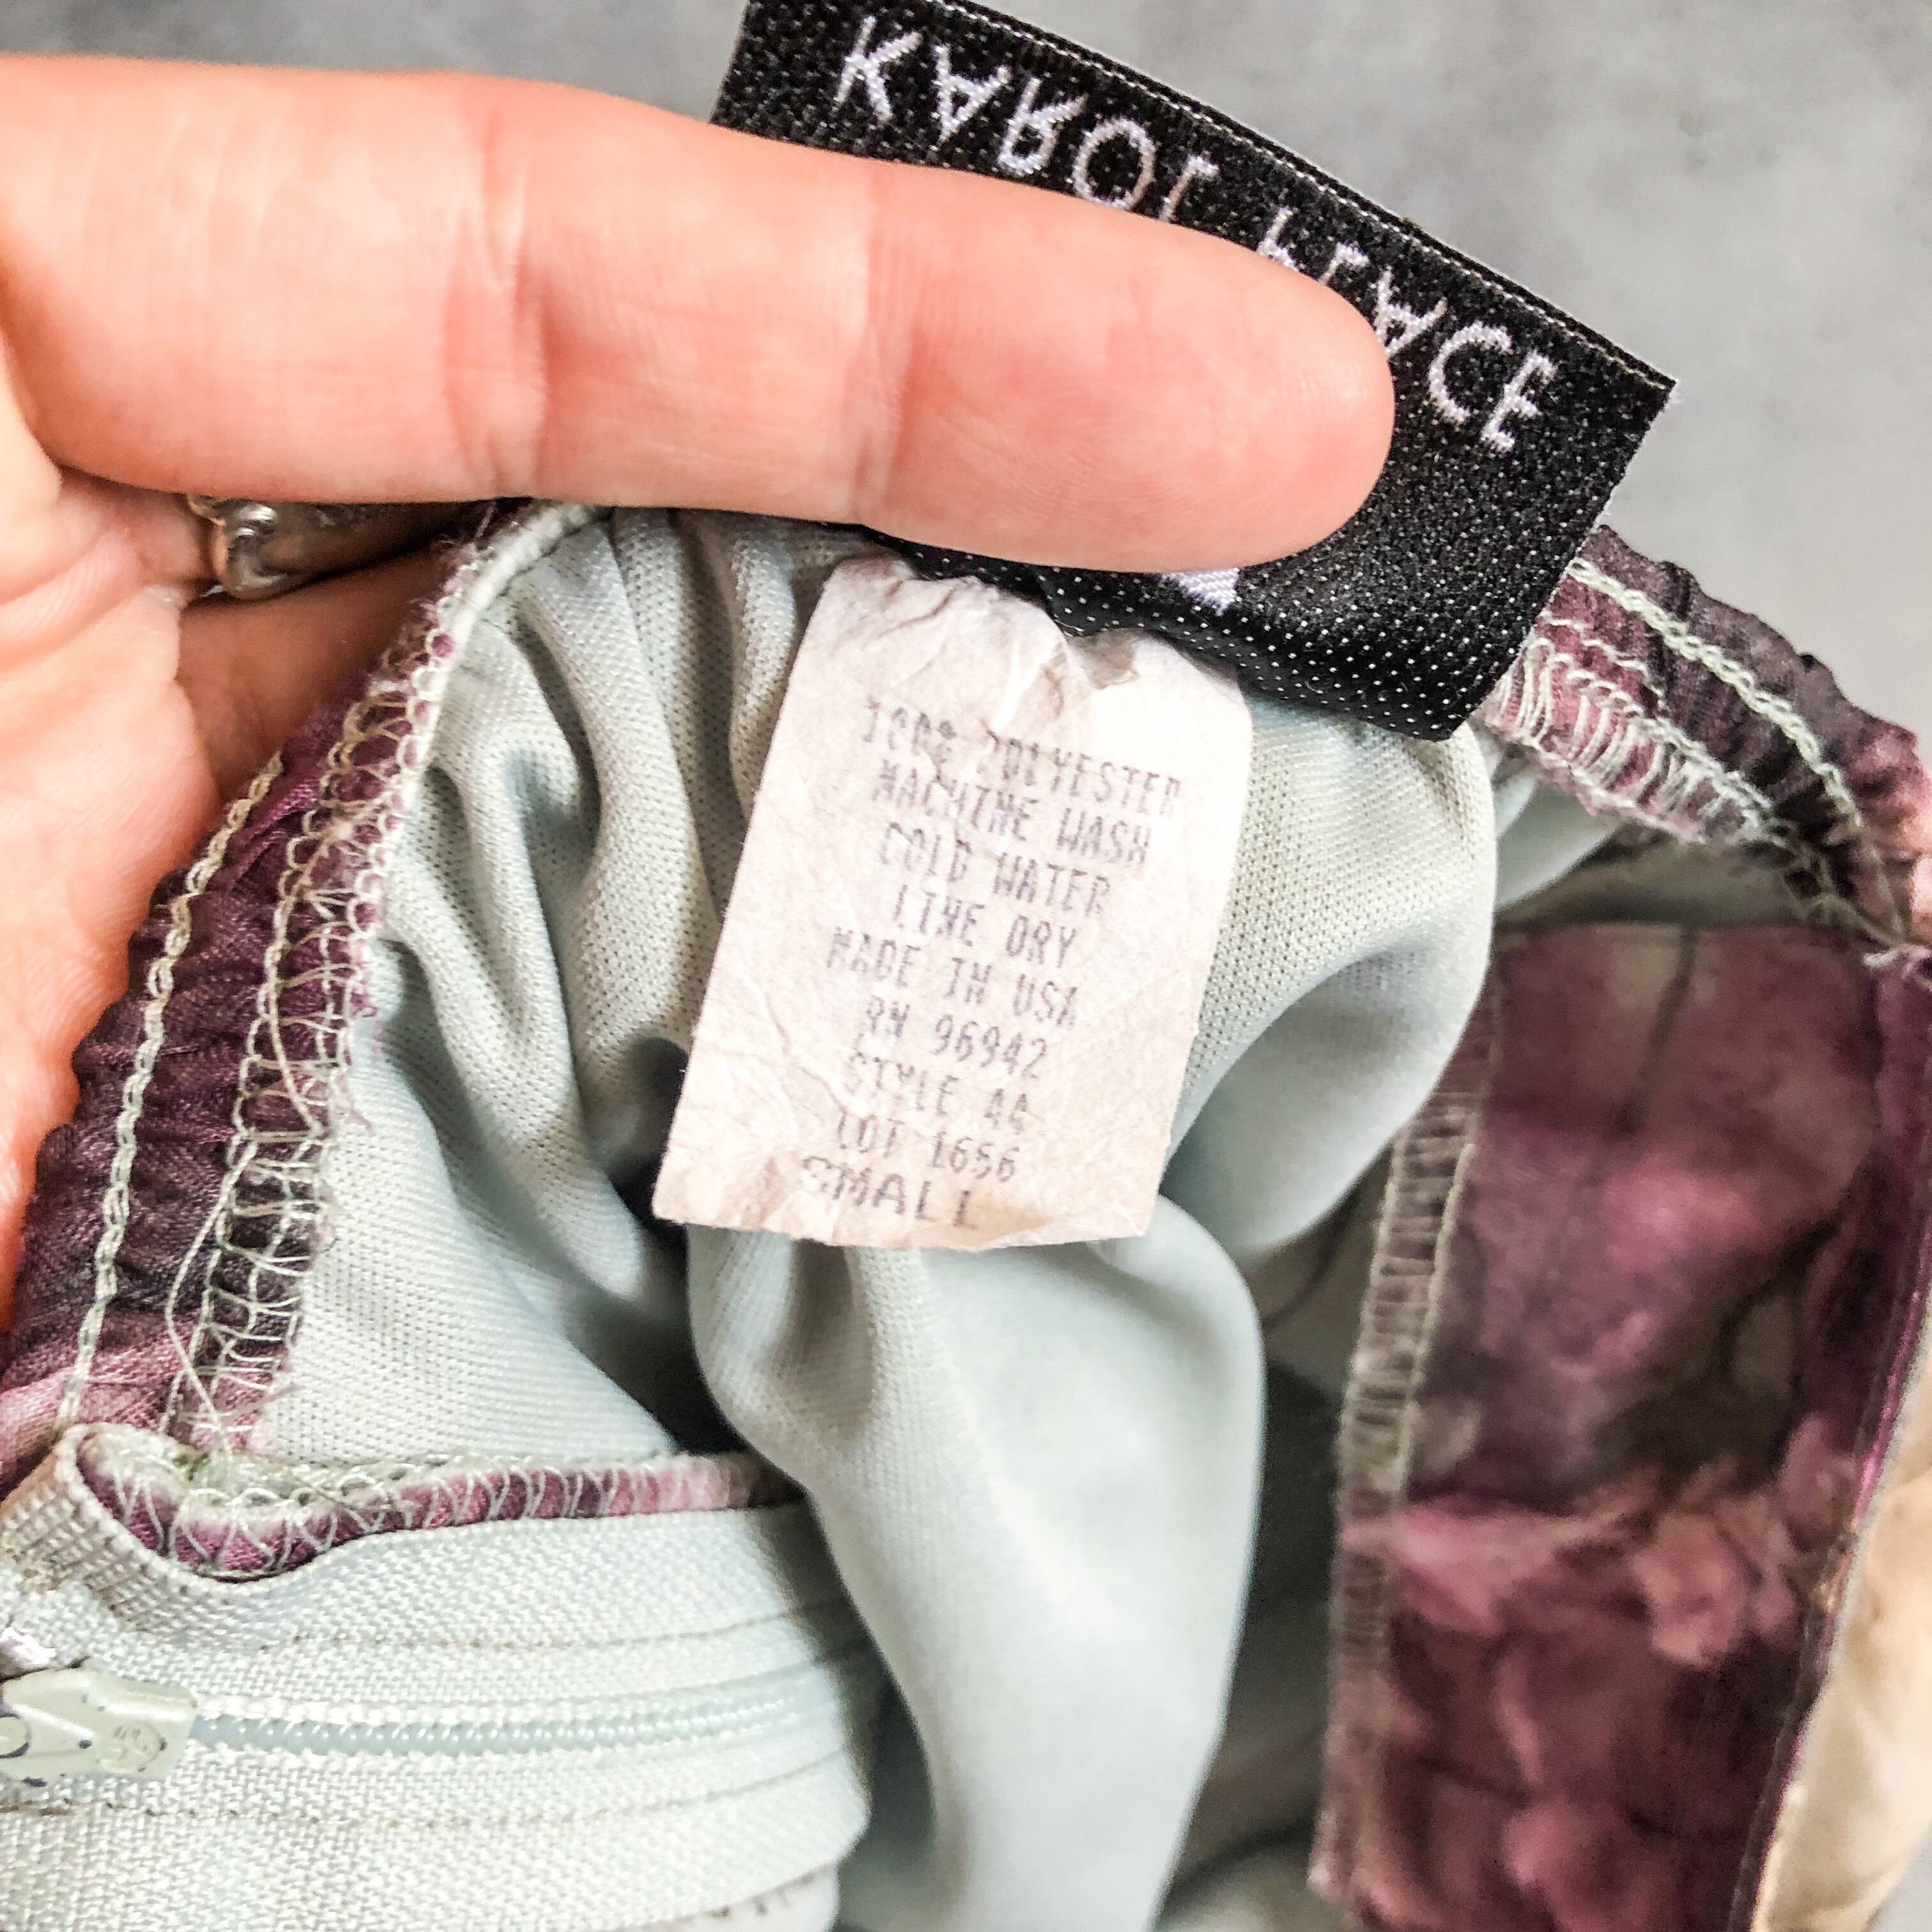 KAROL PLACE
100% POLYESTER
MACHINE WASH
COLD WATER
LINE DRY
MADE IN USA
RN 96942
STYLE 44
LOT 1656
SMALL